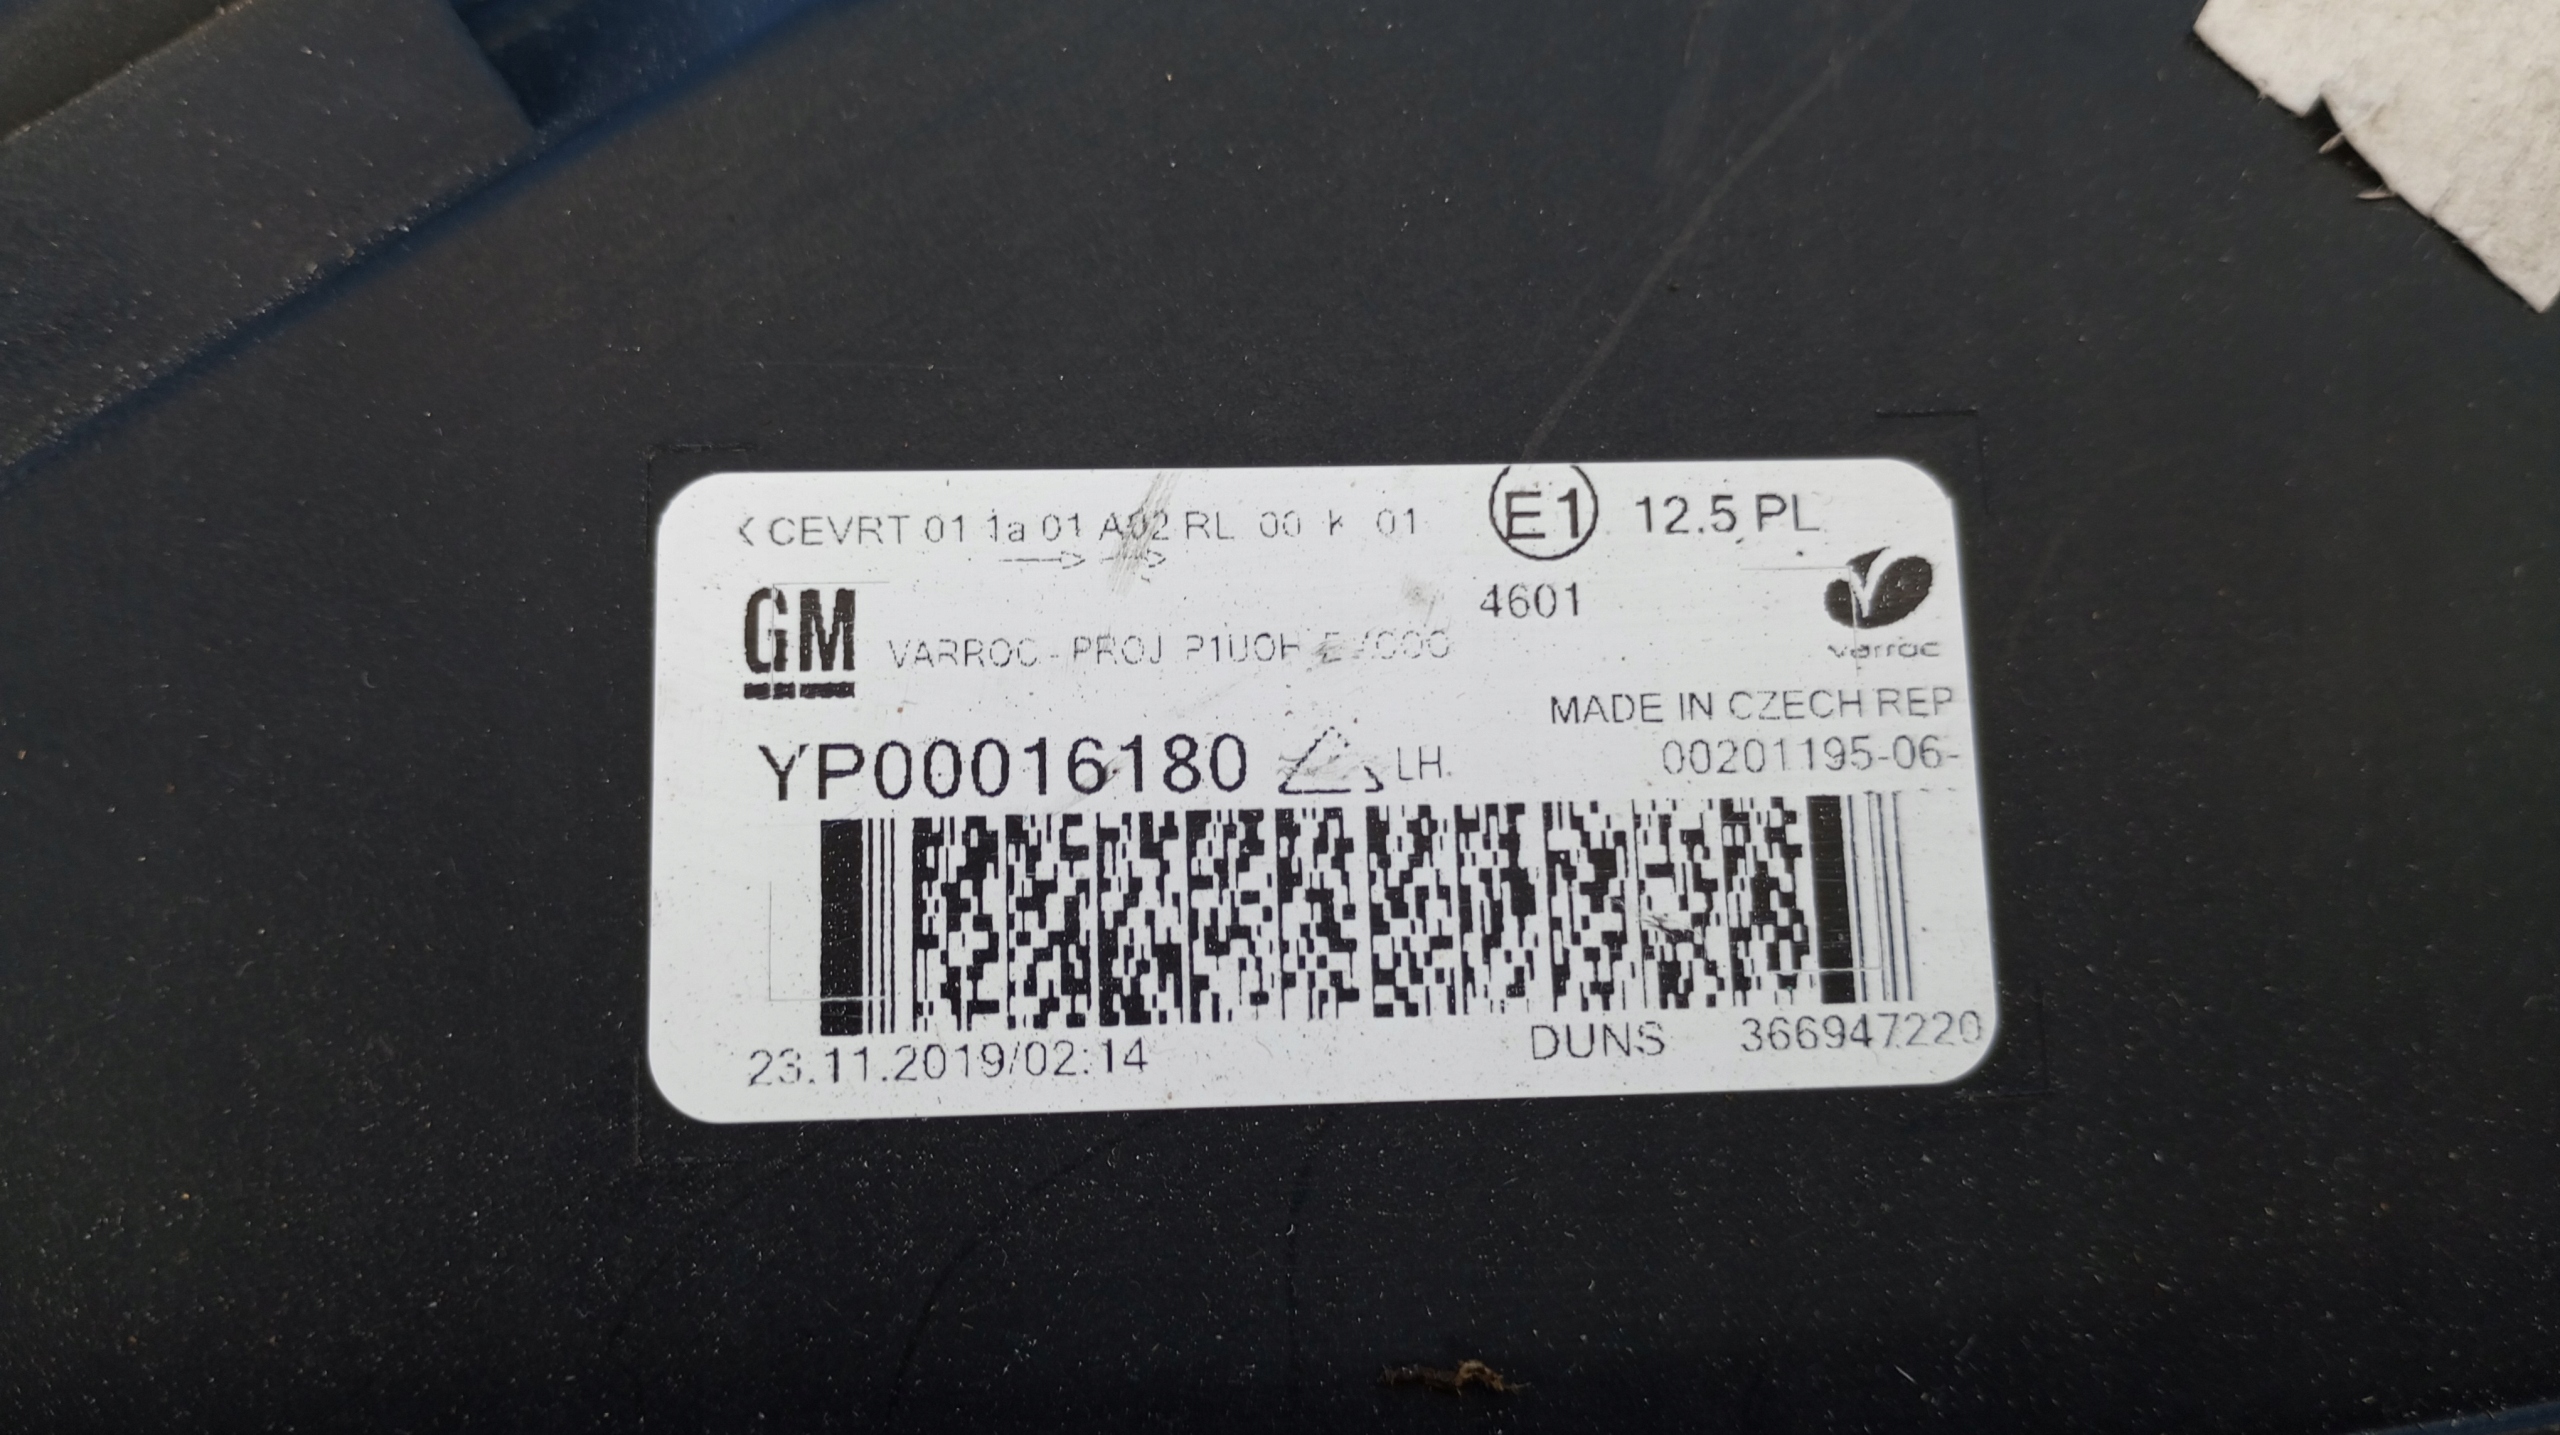 CEVRT 01 1a 01 A02 RL 00 K 01
E1
12.5 PL
4601
GM
varroc
VARROC - PROJ
MADE IN CZECH REP
YP00016180
LH
00201195-06-
23.11.2019/02:14
DUNS 366947220